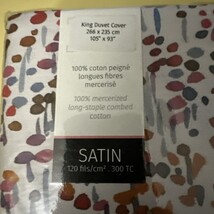 King Duvet Cover
266 x 235 cm
105" x 93"
100% coton peigné
longues fibres
mercerisé
100% mercerized
long-staple combed
cotton
SATIN
120 fils/cm² . 300 TC